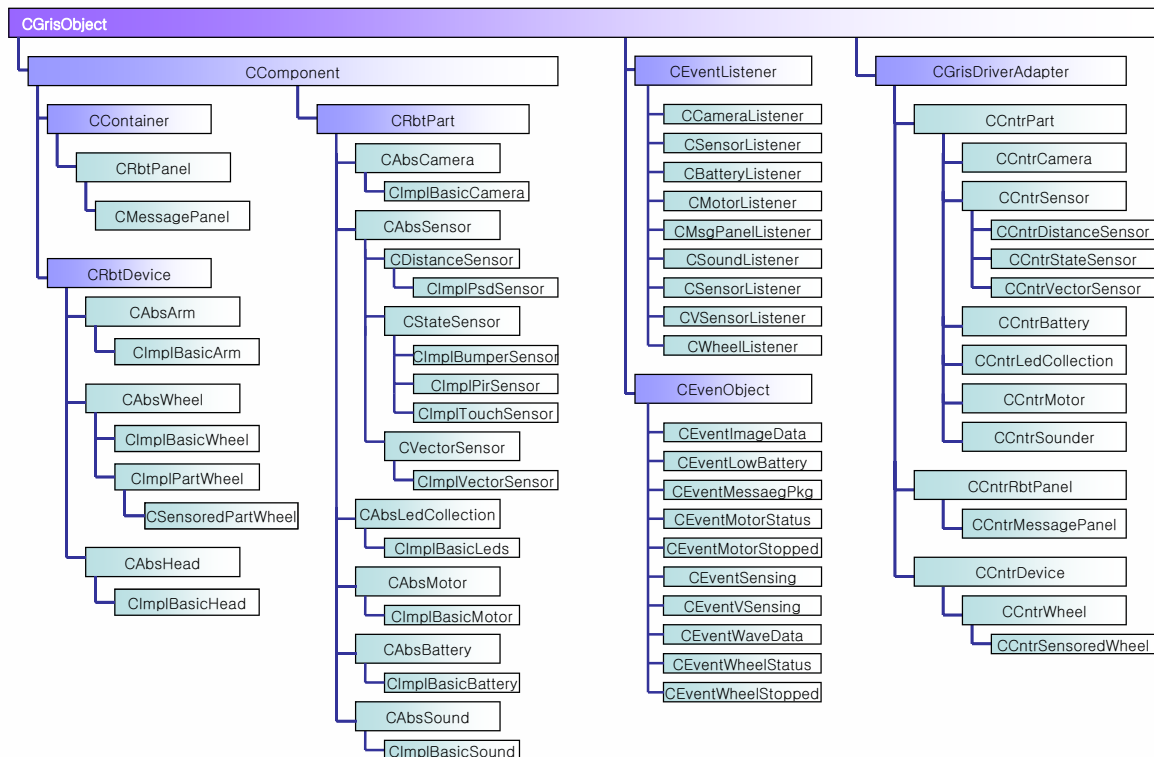 CGrisObject
CComponent
CContainer
CRbtPanel
CMessagePanel
CRbtDevice
CAbsArm
CImplBasicArm
CAbsWheel
CImplBasicWheel
CImplPartWheel
CSensoredPartWheel
CAbsHead
CImplBasicHead
CRbtPart
CAbsCamera
CImplBasicCamera
CAbsSensor
CDistanceSensor
CImplPsdSensor
CStateSensor
CImplBumperSensor
CImplPirSensor
CImplTouchSensor
CVectorSensor
CImplVectorSensor
CAbsLedCollection
CImplBasicLeds
CAbsMotor
CImplBasicMotor
CAbsBattery
CImplBasicBattery
CAbsSound
CImplBasicSound
CEventListener
CCameraListener
CSensorListener
CBatteryListener
CMotorListener
CMsgPanelListener
CSoundListener
CSensorListener
CVSensorListener
CWheelListener
CEvenObject
CEventImageData
CEventLowBattery
CEventMessaegPkg
CEventMotorStatus
CEventMotorStopped
CEventSensing
CEventVSensing
CEventWaveData
CEventWheelStatus
CEventWheelStopped
CGrisDriverAdapter
CCntrPart
CCntrCamera
CCntrSensor
CCntrDistanceSensor
CCntrStateSensor
CCntrVectorSensor
CCntrBattery
CCntrLedCollection
CCntrMotor
CCntrSounder
CCntrRbtPanel
CCntrMessagePanel
CCntrDevice
CCntrWheel
CCntrSensoredWheel